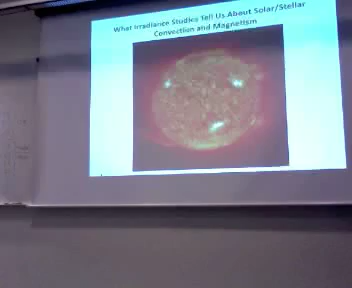 What Irradiance Studies Tell Us About Solar/Stellar
Convection and Magnetism